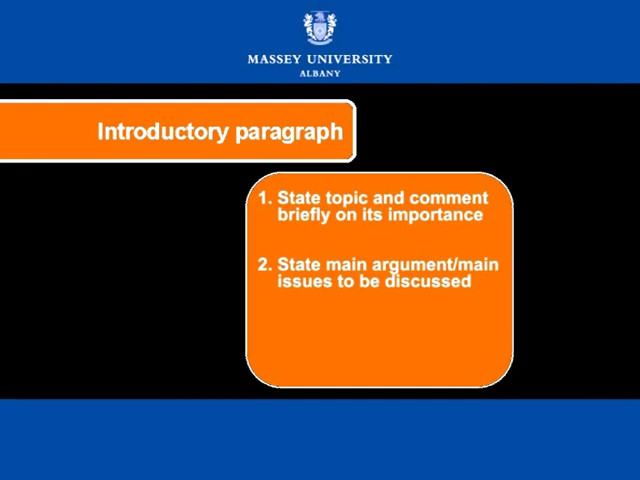 MASSEY UNIVERSITY
ALBANY
Introductory paragraph
1. State topic and comment
briefly on its importance
2. State main argument/main
issues to be discussed